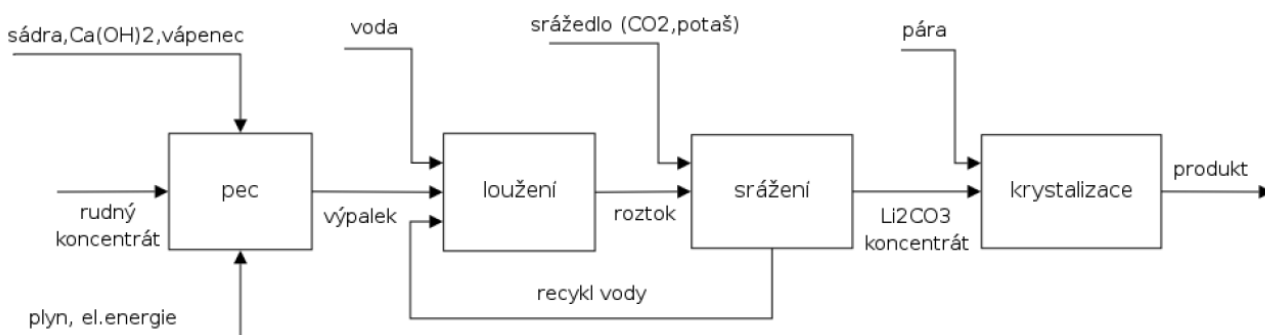 sádra,Ca(OH)2,vápenec
voda
srážedlo (CO2,potaš)
pára
pec
loužení
srážení
krystalizace
produkt
rudný
koncentrát
výpalek
roztok
Li2CO3
koncentrát
recykl vody
plyn, el.energie